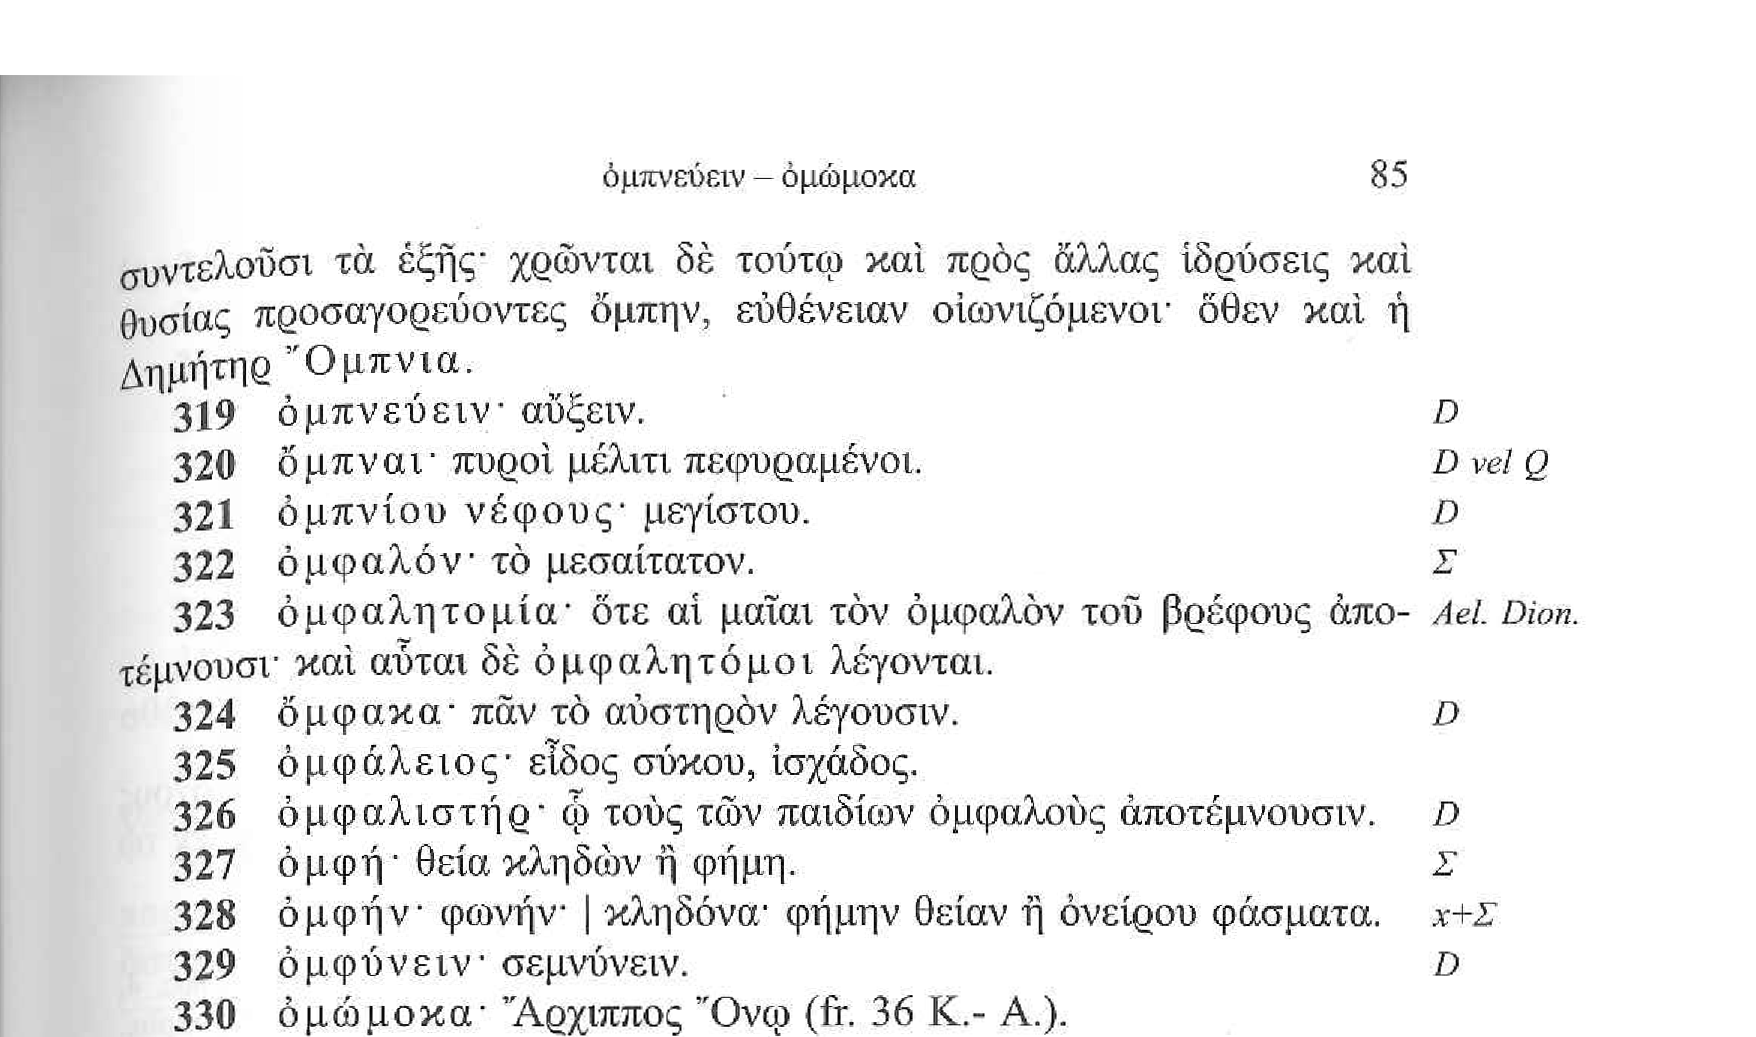 ὀμπνεύειν – ὀμώμοκα 85
συντελοῦσι τὰ ἑξῆς· χρῶνται δὲ τούτῳ καὶ πρὸς ἄλλας ἱδρύσεις καὶ
θυσίας προσαγορεύοντες ὄμπην, εὐθένειαν οἰωνιζόμενοι· ὅθεν καὶ ἡ
Δημήτηρ Ὄμπνια.
319 ὀμπνεύειν· αὔξειν. D
320 ὄμπναι· πυροὶ μέλιτι πεφυραμένοι. D vel Q
321 ὀμπνίου νέφους· μεγίστου. D
322 ὀμφαλόν· τὸ μεσαίτατον. Σ
323 ὀμφαλητομία· ὅτε αἱ μαῖαι τὸν ὀμφαλὸν τοῦ βρέφους ἀπο- Ael. Dion.
τέμνουσι· καὶ αὗται δὲ ὀμφαλητόμοι λέγονται.
324 ὄμφακα· πᾶν τὸ αὐστηρὸν λέγουσιν. D
325 ὀμφάλειος· εἶδος σύκου, ἰσχάδος.
326 ὀμφαλιστήρ· ᾧ τοὺς τῶν παιδίων ὀμφαλοὺς ἀποτέμνουσιν. D
327 ὀμφή· θεία κληδὼν ἢ φήμη. Σ
328 ὀμφήν· φωνήν· | κληδόνα· φήμην θείαν ἢ ὀνείρου φάσματα. x+Σ
329 ὀμφύνειν· σεμνύνειν. D
330 ὀμώμοκα· Ἄρχιππος Ὄνῳ (fr. 36 K.- A.).